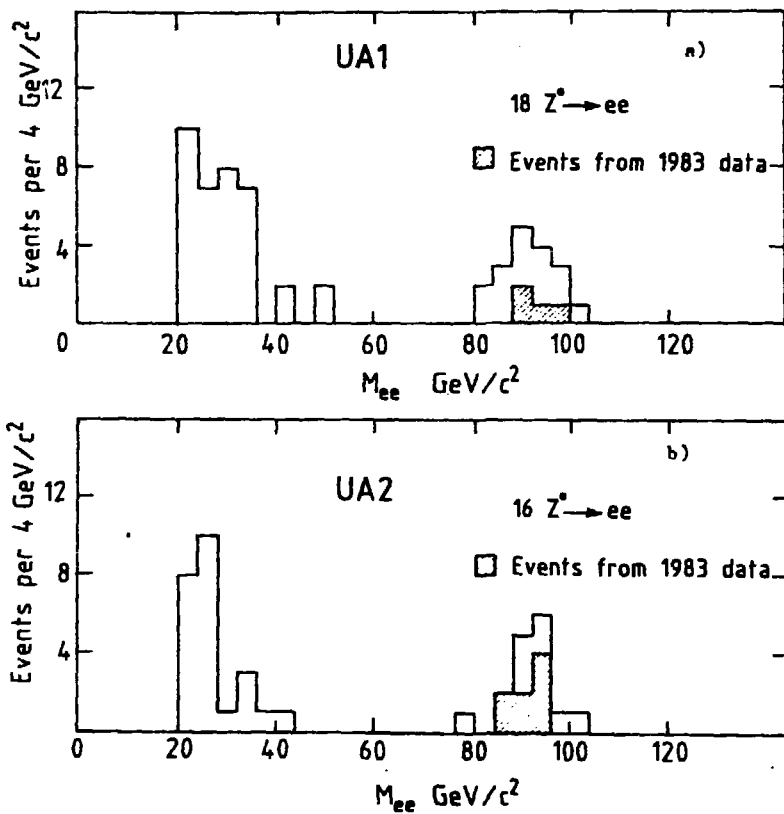 UA1
a)
18 Z° → ee
Events from 1983 data
Events per 4 GeV/c²
12
8
4
0 20 40 60 80 100 120
Mee GeV/c²
b)
UA2
16 Z° → ee
Events from 1983 data
Events per 4 GeV/c²
12
8
4
0 20 40 60 80 100 120
Mee GeV/c²